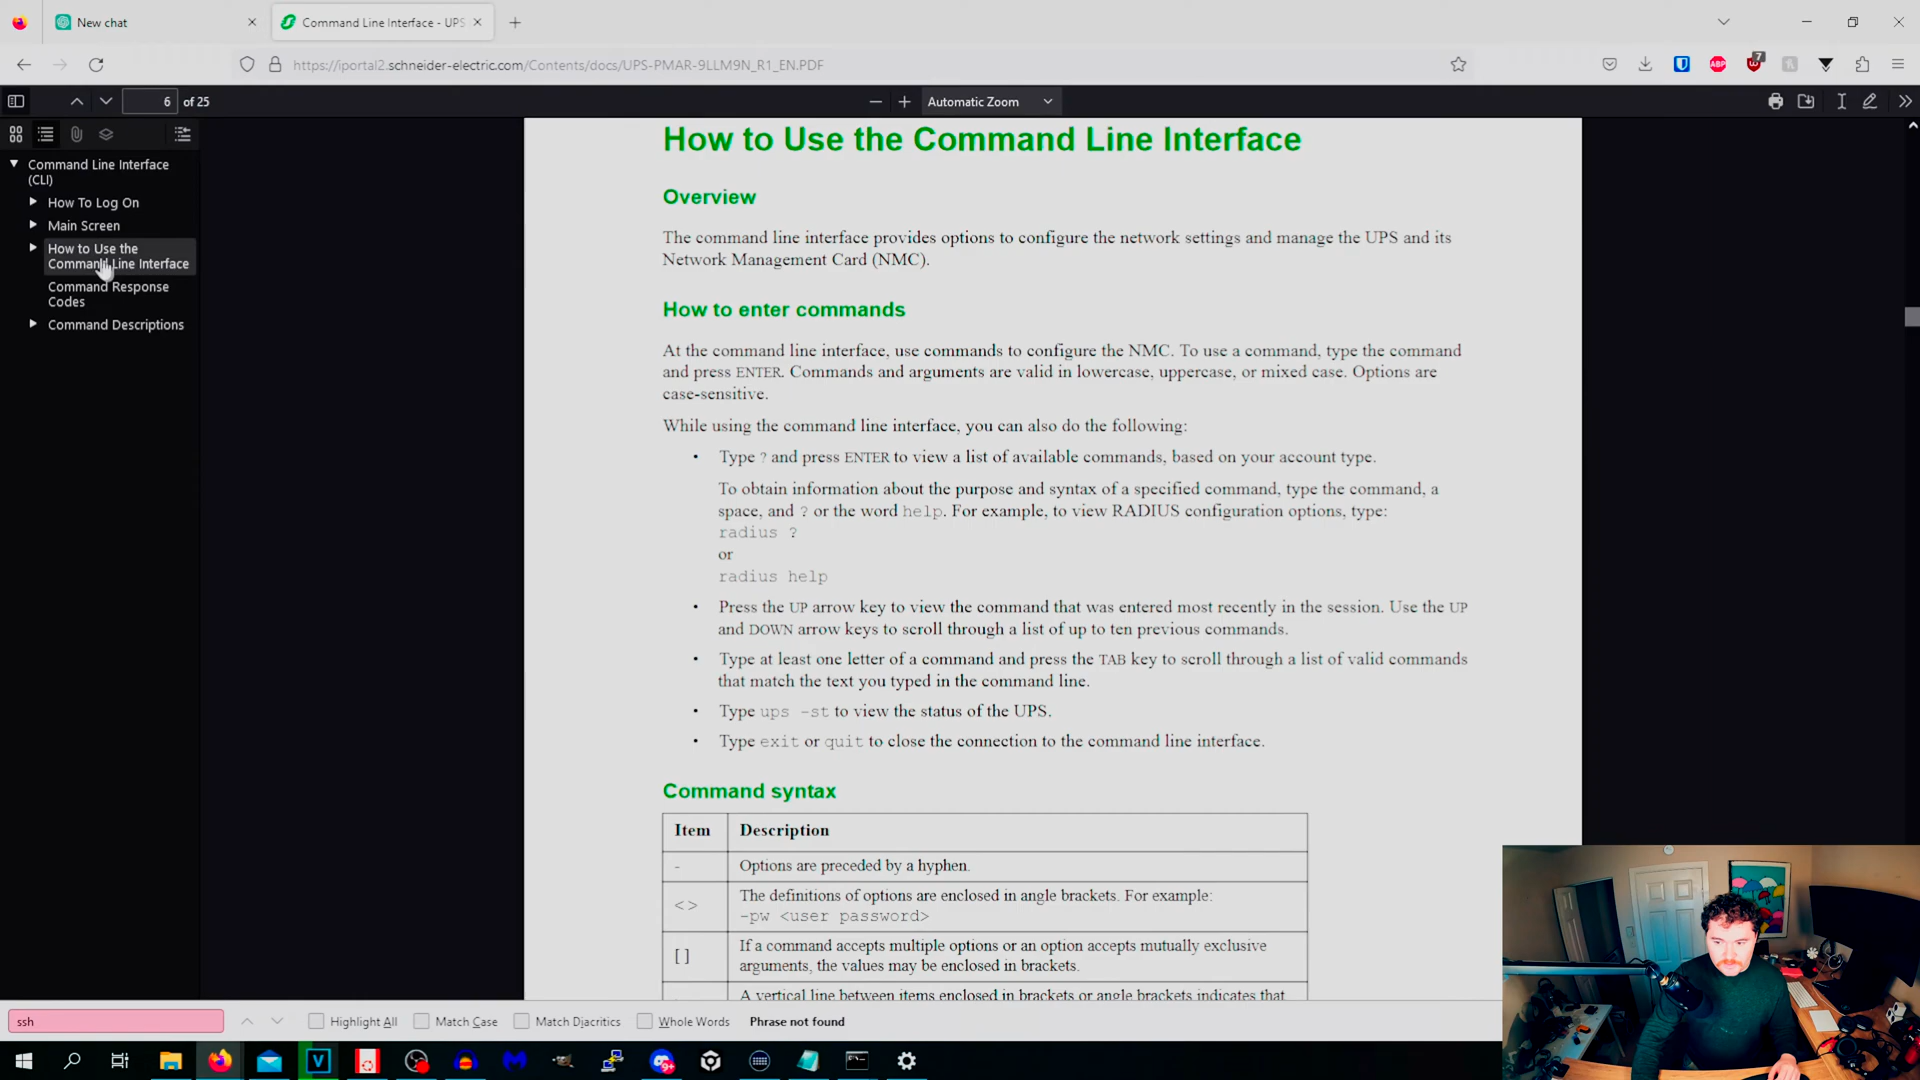 New chat
Command Line Interface - UPS
https://iportal2.schneider-electric.com/Contents/docs/UPS-PMAR-9LLM9N_R1_EN.PDF
7
6 of 25
Automatic Zoom
Command Line Interface
(CLI)
How To Log On
Main Screen
How to Use the
Command Line Interface
Command Response
Codes
Command Descriptions
How to Use the Command Line Interface
Overview
The command line interface provides options to configure the network settings and manage the UPS and its
Network Management Card (NMC).
How to enter commands
At the command line interface, use commands to configure the NMC. To use a command, type the command
and press ENTER. Commands and arguments are valid in lowercase, uppercase, or mixed case. Options are
case-sensitive.
While using the command line interface, you can also do the following:
• Type ? and press ENTER to view a list of available commands, based on your account type.
To obtain information about the purpose and syntax of a specified command, type the command, a
space, and ? or the word help. For example, to view RADIUS configuration options, type:
radius ?
or
radius help
• Press the UP arrow key to view the command that was entered most recently in the session. Use the UP
and DOWN arrow keys to scroll through a list of up to ten previous commands.
• Type at least one letter of a command and press the TAB key to scroll through a list of valid commands
that match the text you typed in the command line.
• Type ups -st to view the status of the UPS.
• Type exit or quit to close the connection to the command line interface.
Command syntax
Item Description
- Options are preceded by a hyphen.
< > The definitions of options are enclosed in angle brackets. For example:
-pw <user password>
[ ] If a command accepts multiple options or an option accepts mutually exclusive
arguments, the values may be enclosed in brackets.
A vertical line between items enclosed in brackets or angle brackets indicates that
ssh
Highlight All
Match Case
Match Diacritics
Whole Words
Phrase not found